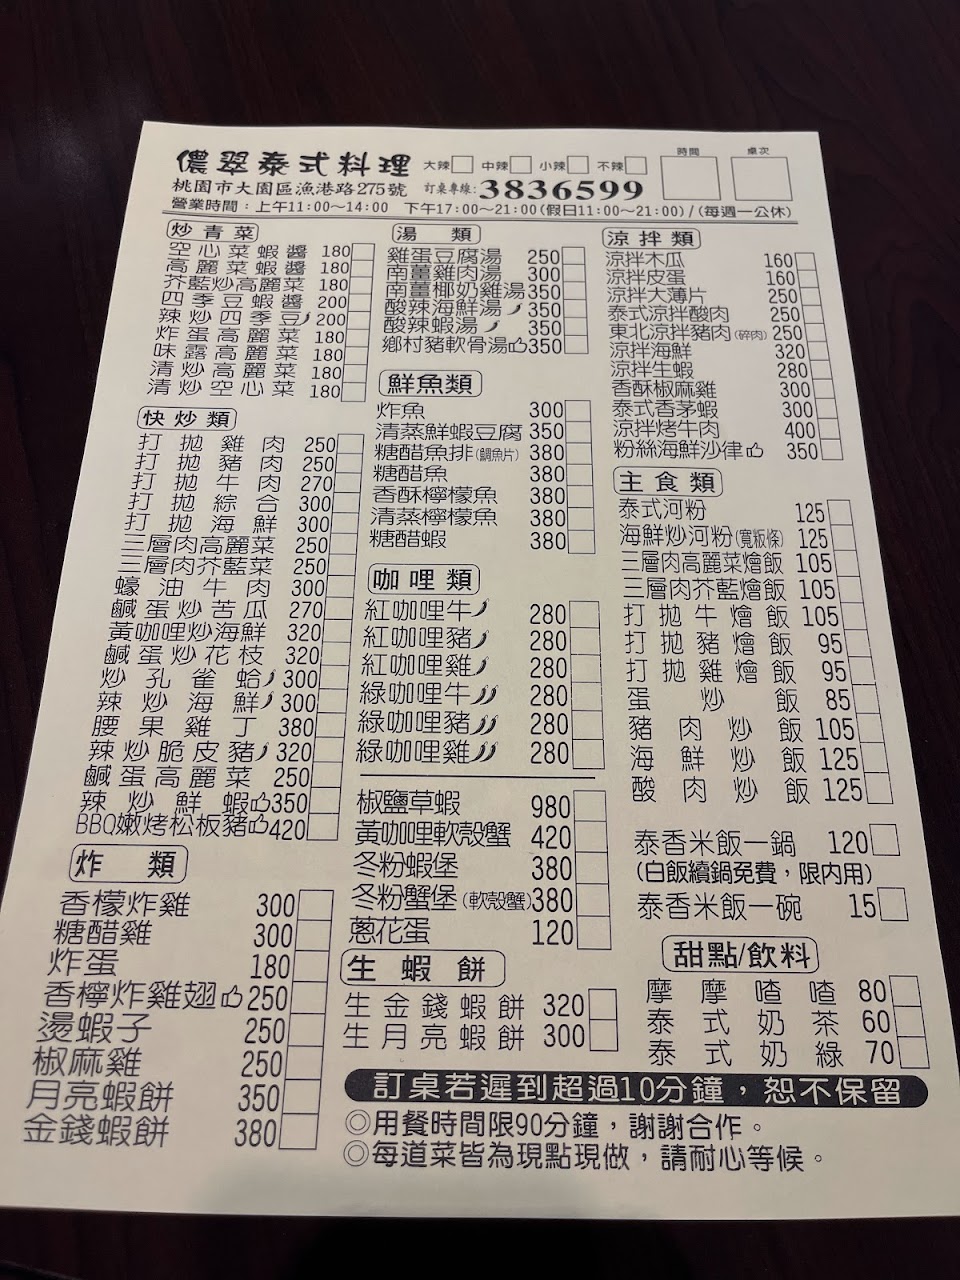 儂翠泰式料理 大辣 中辣 小辣 不辣 時間 桌次
桃園市大園區漁港路275號 訂桌專線:3836599
營業時間:上午11:00~14:00 下午17:00~21:00(假日11:00~21:00)/(每週一公休)
炒青菜
空心菜蝦醬 180
高麗菜蝦醬 180
芥藍炒高麗菜 180
四季豆蝦醬 200
辣炒四季豆 200
炸蛋高麗菜 180
味露高麗菜 180
清炒高麗菜 180
清炒空心菜 180
快炒類
打拋雞肉 250
打拋豬肉 250
打拋牛肉 270
打拋綜合 300
打拋海鮮 300
三層肉高麗菜 250
三層肉芥藍菜 250
蠔油牛肉 300
鹹蛋炒苦瓜 270
黃咖哩炒海鮮 320
鹹蛋炒花枝 320
炒孔雀蛤 300
辣炒海鮮 300
腰果雞丁 380
辣炒脆皮豬 320
鹹蛋高麗菜 250
辣炒鮮蝦 350
BBQ嫩烤松板豬 420
炸類
香檬炸雞 300
糖醋雞 300
炸蛋 180
香檸炸雞翅 250
燙蝦子 250
椒麻雞 250
月亮蝦餅 350
金錢蝦餅 380
湯類
雞蛋豆腐湯 250
南薑雞肉湯 300
南薑椰奶雞湯 350
酸辣海鮮湯 350
酸辣蝦湯 350
鄉村豬軟骨湯 350
鮮魚類
炸魚 300
清蒸鮮蝦豆腐 350
糖醋魚排(鯛魚片) 380
糖醋魚 380
香酥檸檬魚 380
清蒸檸檬魚 380
糖醋蝦 380
咖哩類
紅咖哩牛 280
紅咖哩豬 280
紅咖哩雞 280
綠咖哩牛 280
綠咖哩豬 280
綠咖哩雞 280
椒鹽草蝦 980
黃咖哩軟殼蟹 420
冬粉蝦堡 380
冬粉蟹堡(軟殼蟹) 380
蔥花蛋 120
生蝦餅
生金錢蝦餅 320
生月亮蝦餅 300
涼拌類
涼拌木瓜 160
涼拌皮蛋 160
涼拌大薄片 250
泰式涼拌酸肉 250
東北涼拌豬肉(碎肉) 250
涼拌海鮮 320
涼拌生蝦 280
香酥椒麻雞 300
泰式香茅蝦 300
涼拌烤牛肉 400
粉絲海鮮沙律 350
主食類
泰式河粉 125
海鮮炒河粉(寬板條) 125
三層肉高麗菜燴飯 105
三層肉芥藍燴飯 105
打拋牛燴飯 105
打拋豬燴飯 95
打拋雞燴飯 95
蛋炒飯 85
豬肉炒飯 105
海鮮炒飯 125
酸肉炒飯 125
泰香米飯一鍋 120
(白飯續鍋免費,限內用)
泰香米飯一碗 15
甜點/飲料
摩摩喳喳 80
泰式奶茶 60
泰式奶綠 70
訂桌若遲到超過10分鐘,恕不保留
◎用餐時間限90分鐘,謝謝合作。
◎每道菜皆為現點現做,請耐心等候。